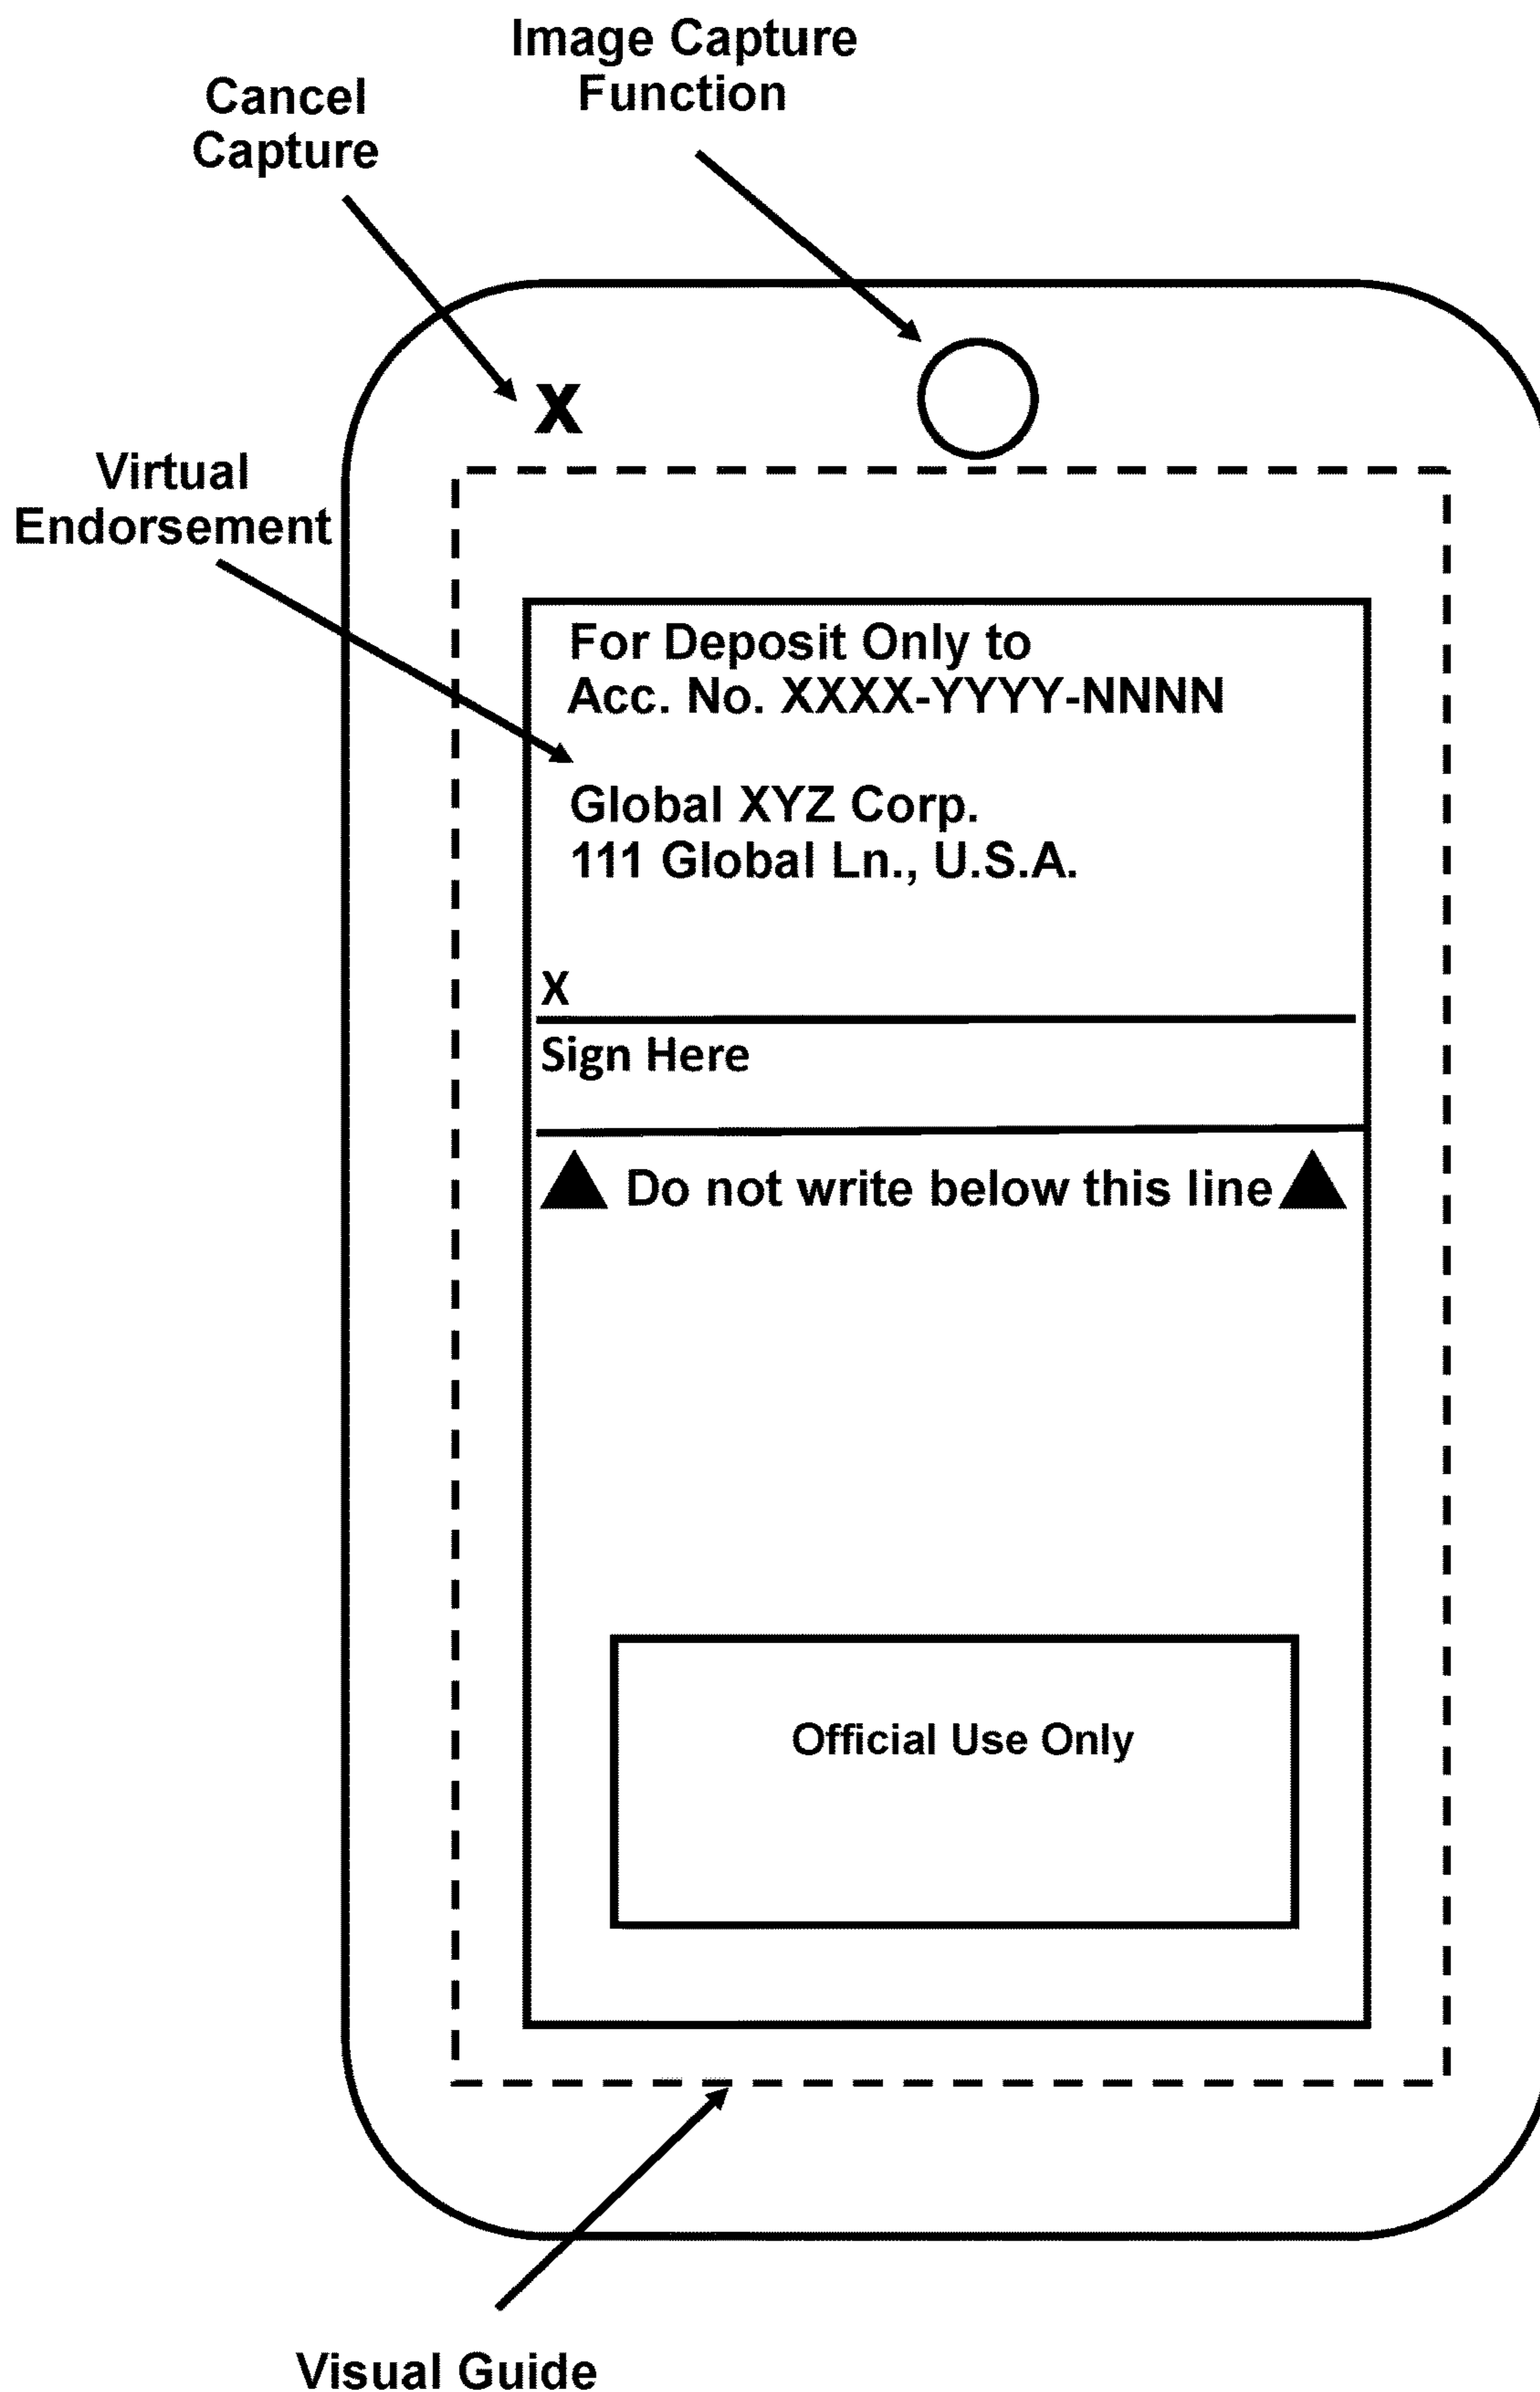 Image Capture
Function
Cancel
Capture
X
Virtual
Endorsement
For Deposit Only to
Acc. No. XXXX-YYYY-NNNN
Global XYZ Corp.
111 Global Ln., U.S.A.
X
Sign Here
Do not write below this line
Official Use Only
Visual Guide